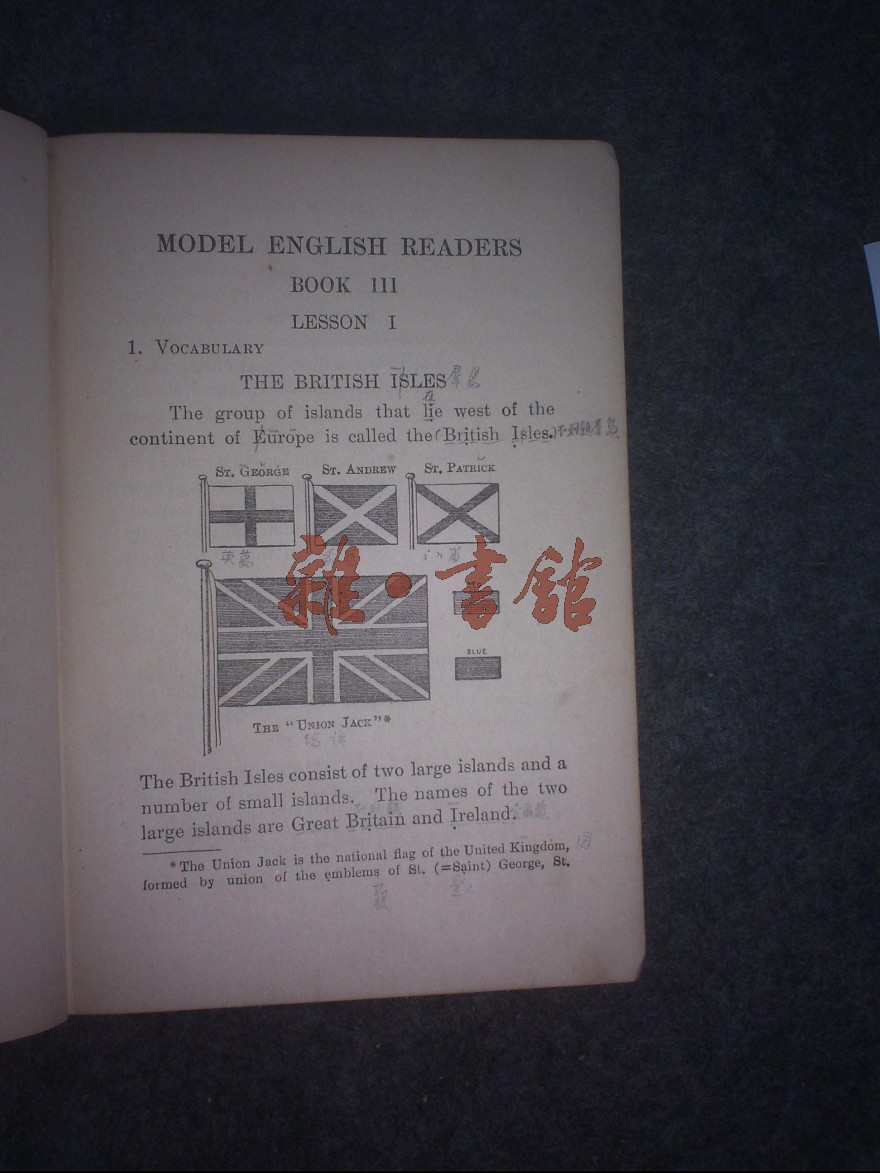 MODEL ENGLISH READERS
BOOK III
LESSON I
1. VOCABULARY
THE BRITISH ISLES
The group of islands that lie west of the
continent of Europe is called the (British Isles.
ST. GEORGE ST. ANDREW ST. PATRICK
雜·書館
BLUE
THE "UNION JACK"*
The British Isles consist of two large islands and a
number of small islands. The names of the two
large islands are Great Britain and Ireland.
*The Union Jack is the national flag of the United Kingdom,
formed by union of the emblems of St. (=Saint) George, St.